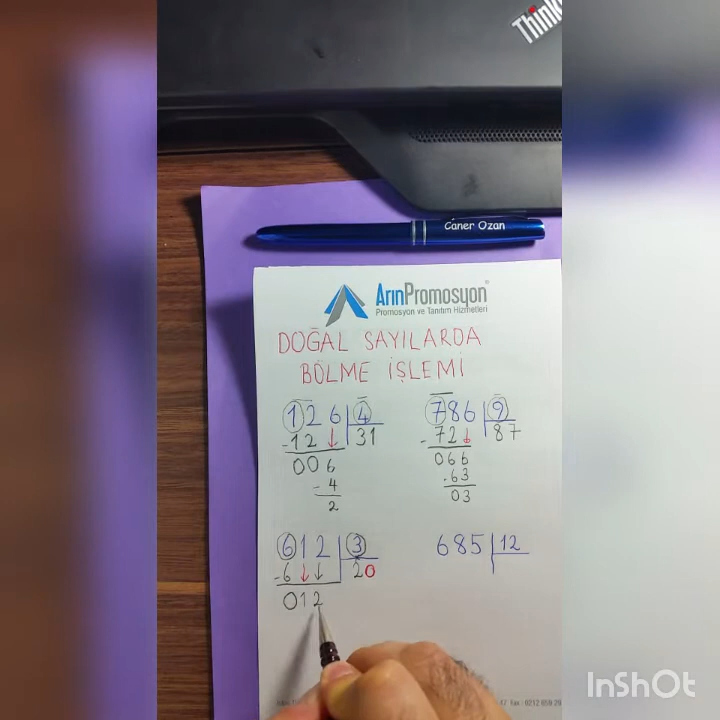 Think
Caner Ozan
ArınPromosyon
Promosyon ve Tanıtım Hizmetleri
DOĞAL SAYILARDA
BÖLME İŞLEMİ
126 4
-12 31
006
-4
2
786 9
-72 87
066
-63
03
612 3
-6 20
012
685 12
InShOt